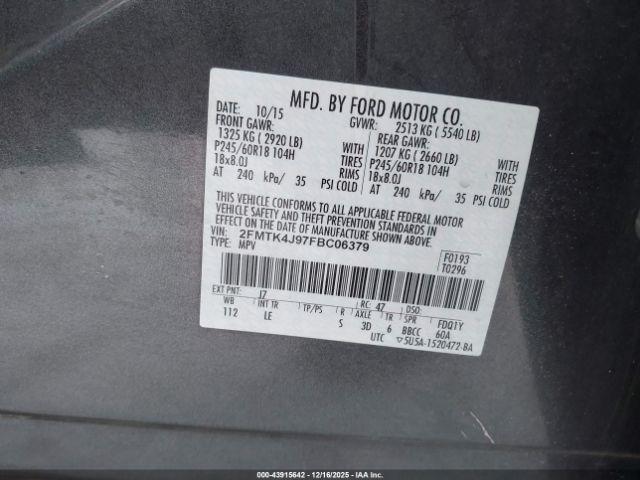 MFD. BY FORD MOTOR CO.
DATE: 10/15 GVWR: 2513 KG ( 5540 LB)
FRONT GAWR: REAR GAWR:
1325 KG ( 2920 LB) WITH 1207 KG ( 2660 LB) WITH
P245/60R18 104H TIRES P245/60R18 104H TIRES
18x8.0J RIMS 18x8.0J RIMS
AT 240 kPa/ 35 PSI COLD AT 240 kPa/ 35 PSI COLD
THIS VEHICLE CONFORMS TO ALL APPLICABLE FEDERAL MOTOR
VEHICLE SAFETY AND THEFT PREVENTION STANDARDS IN
EFFECT ON THE DATE OF MANUFACTURE SHOWN ABOVE.
VIN: 2FMTK4J97FBC06379 F0193
TYPE: MPV T0296
EXT PNT: J7 RC: 47 DSO:
WB INT TR TP/PS R AXLE TR SPR FDQ1Y
112 LE S 3D 6 BBCC 60A
UTC ▽5U5A-1520472-BA
000-43915642 - 12/16/2025 - IAAI Inc.